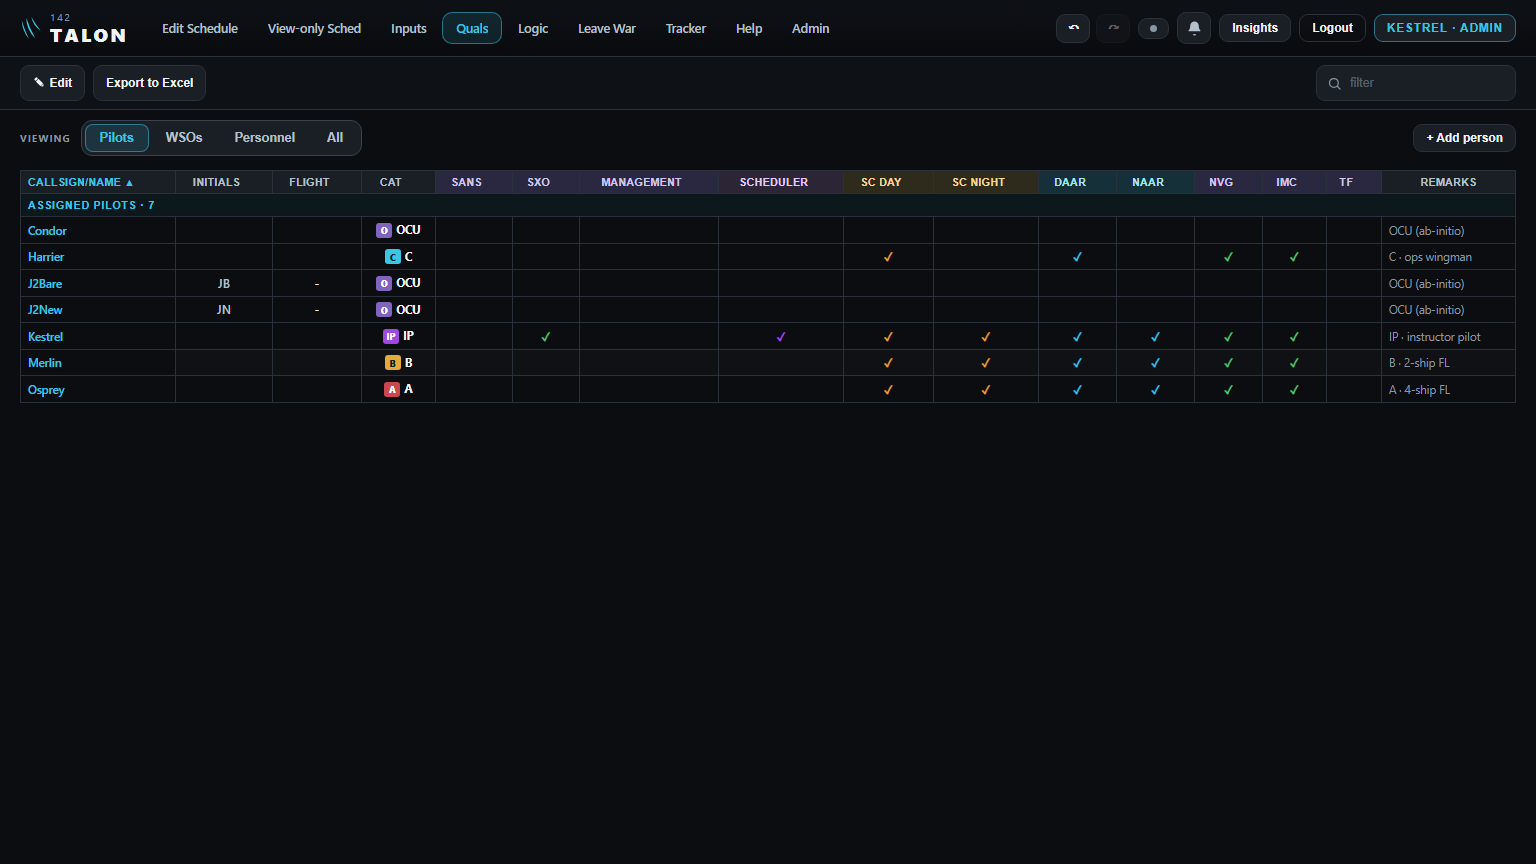 142
TALON
Edit Schedule View-only Sched Inputs Quals Logic Leave War Tracker Help Admin Insights Logout KESTREL · ADMIN
✎ Edit Export to Excel filter
VIEWING Pilots WSOs Personnel All + Add person
CALLSIGN/NAME ▲ INITIALS FLIGHT CAT SANS SXO MANAGEMENT SCHEDULER SC DAY SC NIGHT DAAR NAAR NVG IMC TF REMARKS
ASSIGNED PILOTS · 7
Condor O OCU OCU (ab-initio)
Harrier C C ✓ ✓ ✓ ✓ C · ops wingman
J2Bare JB - O OCU OCU (ab-initio)
J2New JN - O OCU OCU (ab-initio)
Kestrel IP IP ✓ ✓ ✓ ✓ ✓ ✓ ✓ ✓ IP · instructor pilot
Merlin B B ✓ ✓ ✓ ✓ ✓ ✓ B · 2-ship FL
Osprey A A ✓ ✓ ✓ ✓ ✓ ✓ A · 4-ship FL